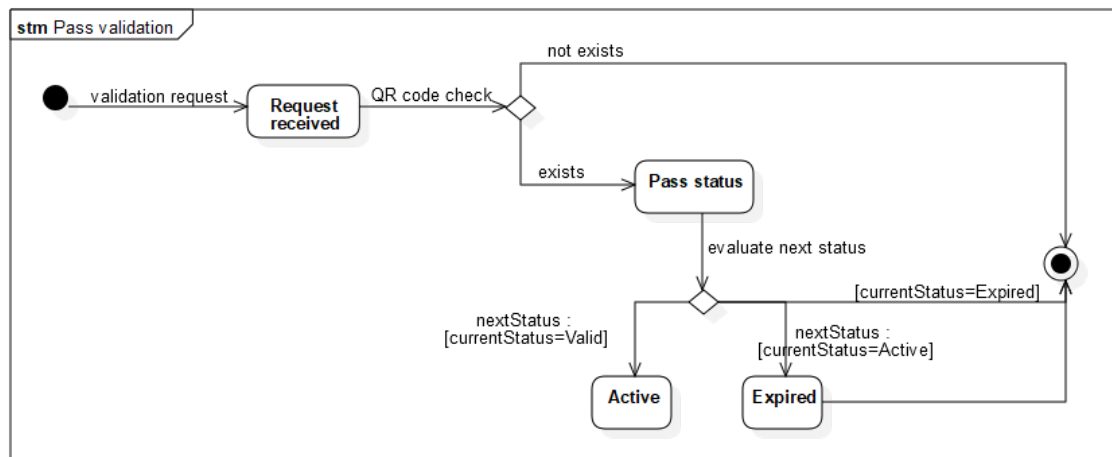 stm Pass validation
not exists
validation request
QR code check
Request
received
exists
Pass status
evaluate next status
[currentStatus=Expired]
nextStatus :
[currentStatus=Valid]
nextStatus :
[currentStatus=Active]
Active
Expired